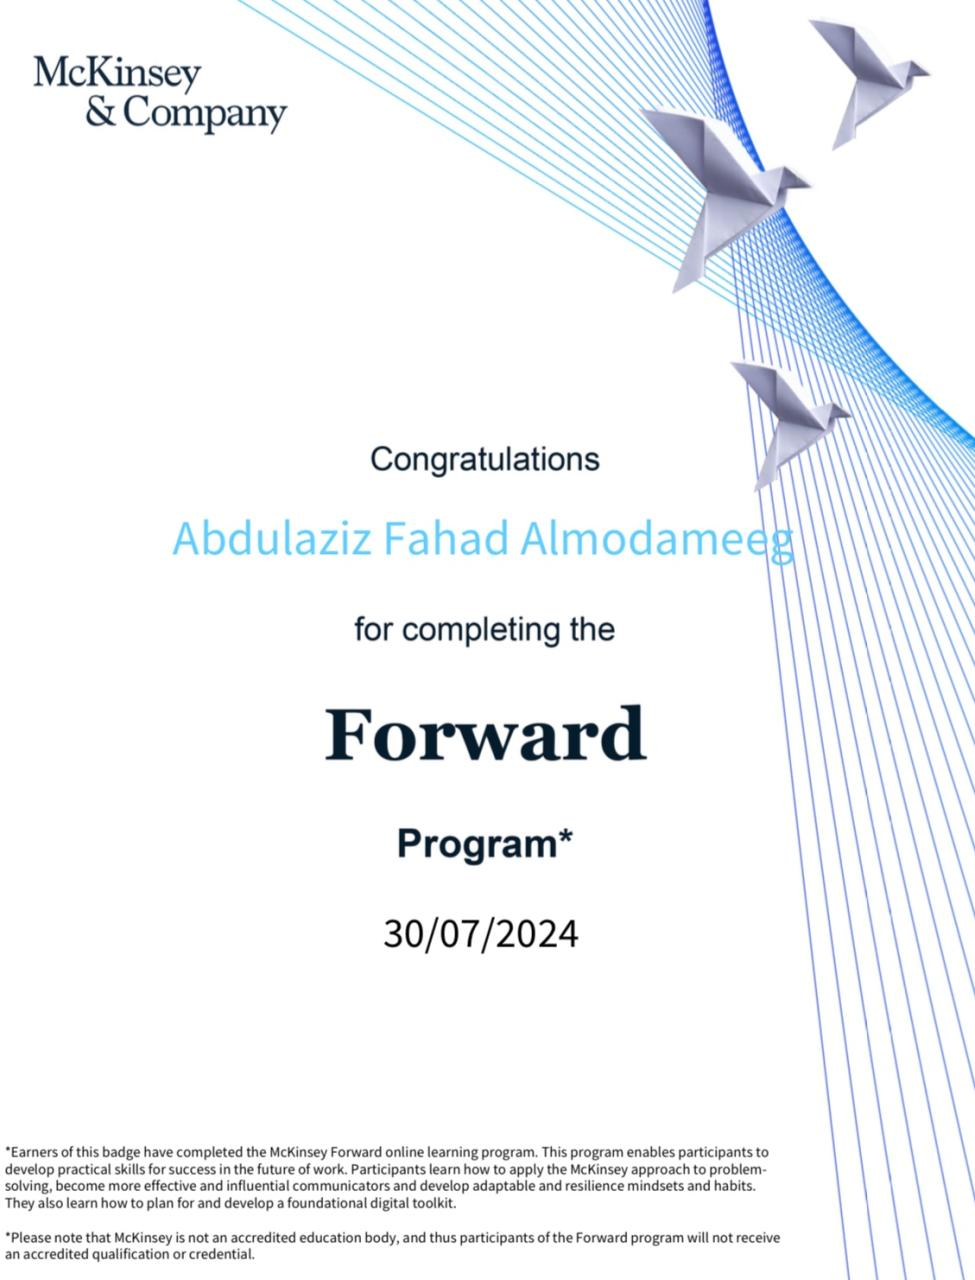 McKinsey
& Company
Congratulations
Abdulaziz Fahad Almodameeg
for completing the
Forward
Program*
30/07/2024
*Earners of this badge have completed the McKinsey Forward online learning program. This program enables participants to
develop practical skills for success in the future of work. Participants learn how to apply the McKinsey approach to problem-
solving, become more effective and influential communicators and develop adaptable and resilience mindsets and habits.
They also learn how to plan for and develop a foundational digital toolkit.
*Please note that McKinsey is not an accredited education body, and thus participants of the Forward program will not receive
an accredited qualification or credential.